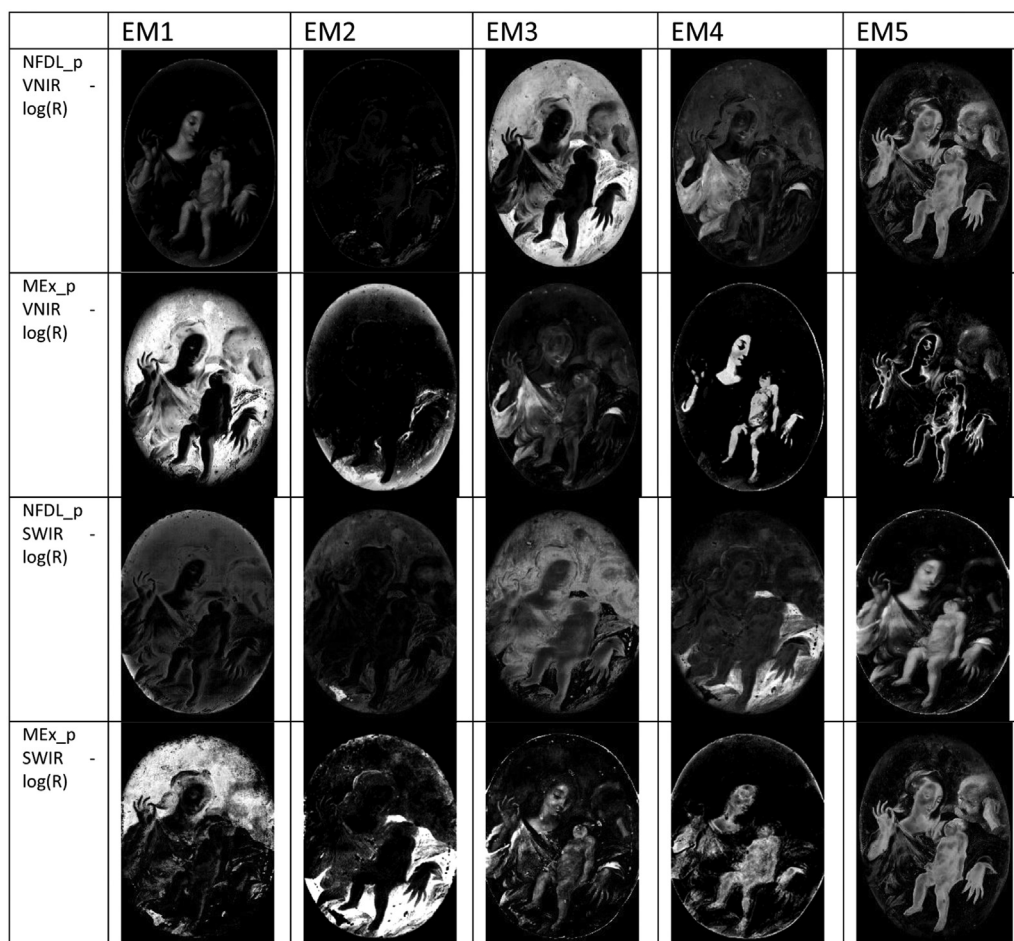 EM1 EM2 EM3 EM4 EM5
NFDL_p
VNIR -
log(R)
MEx_p
VNIR -
log(R)
NFDL_p
SWIR -
log(R)
MEx_p
SWIR -
log(R)